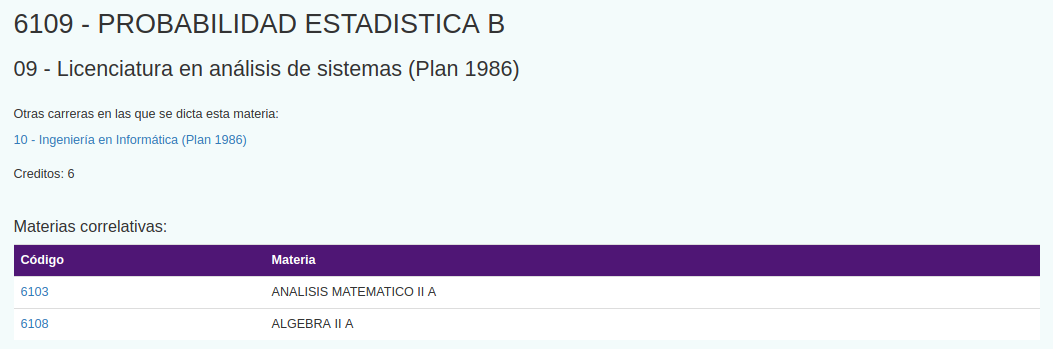 6109 - PROBABILIDAD ESTADISTICA B
09 - Licenciatura en análisis de sistemas (Plan 1986)
Otras carreras en las que se dicta esta materia:
10 - Ingeniería en Informática (Plan 1986)
Creditos: 6
Materias correlativas:
Código Materia
6103 ANALISIS MATEMATICO II A
6108 ALGEBRA II A